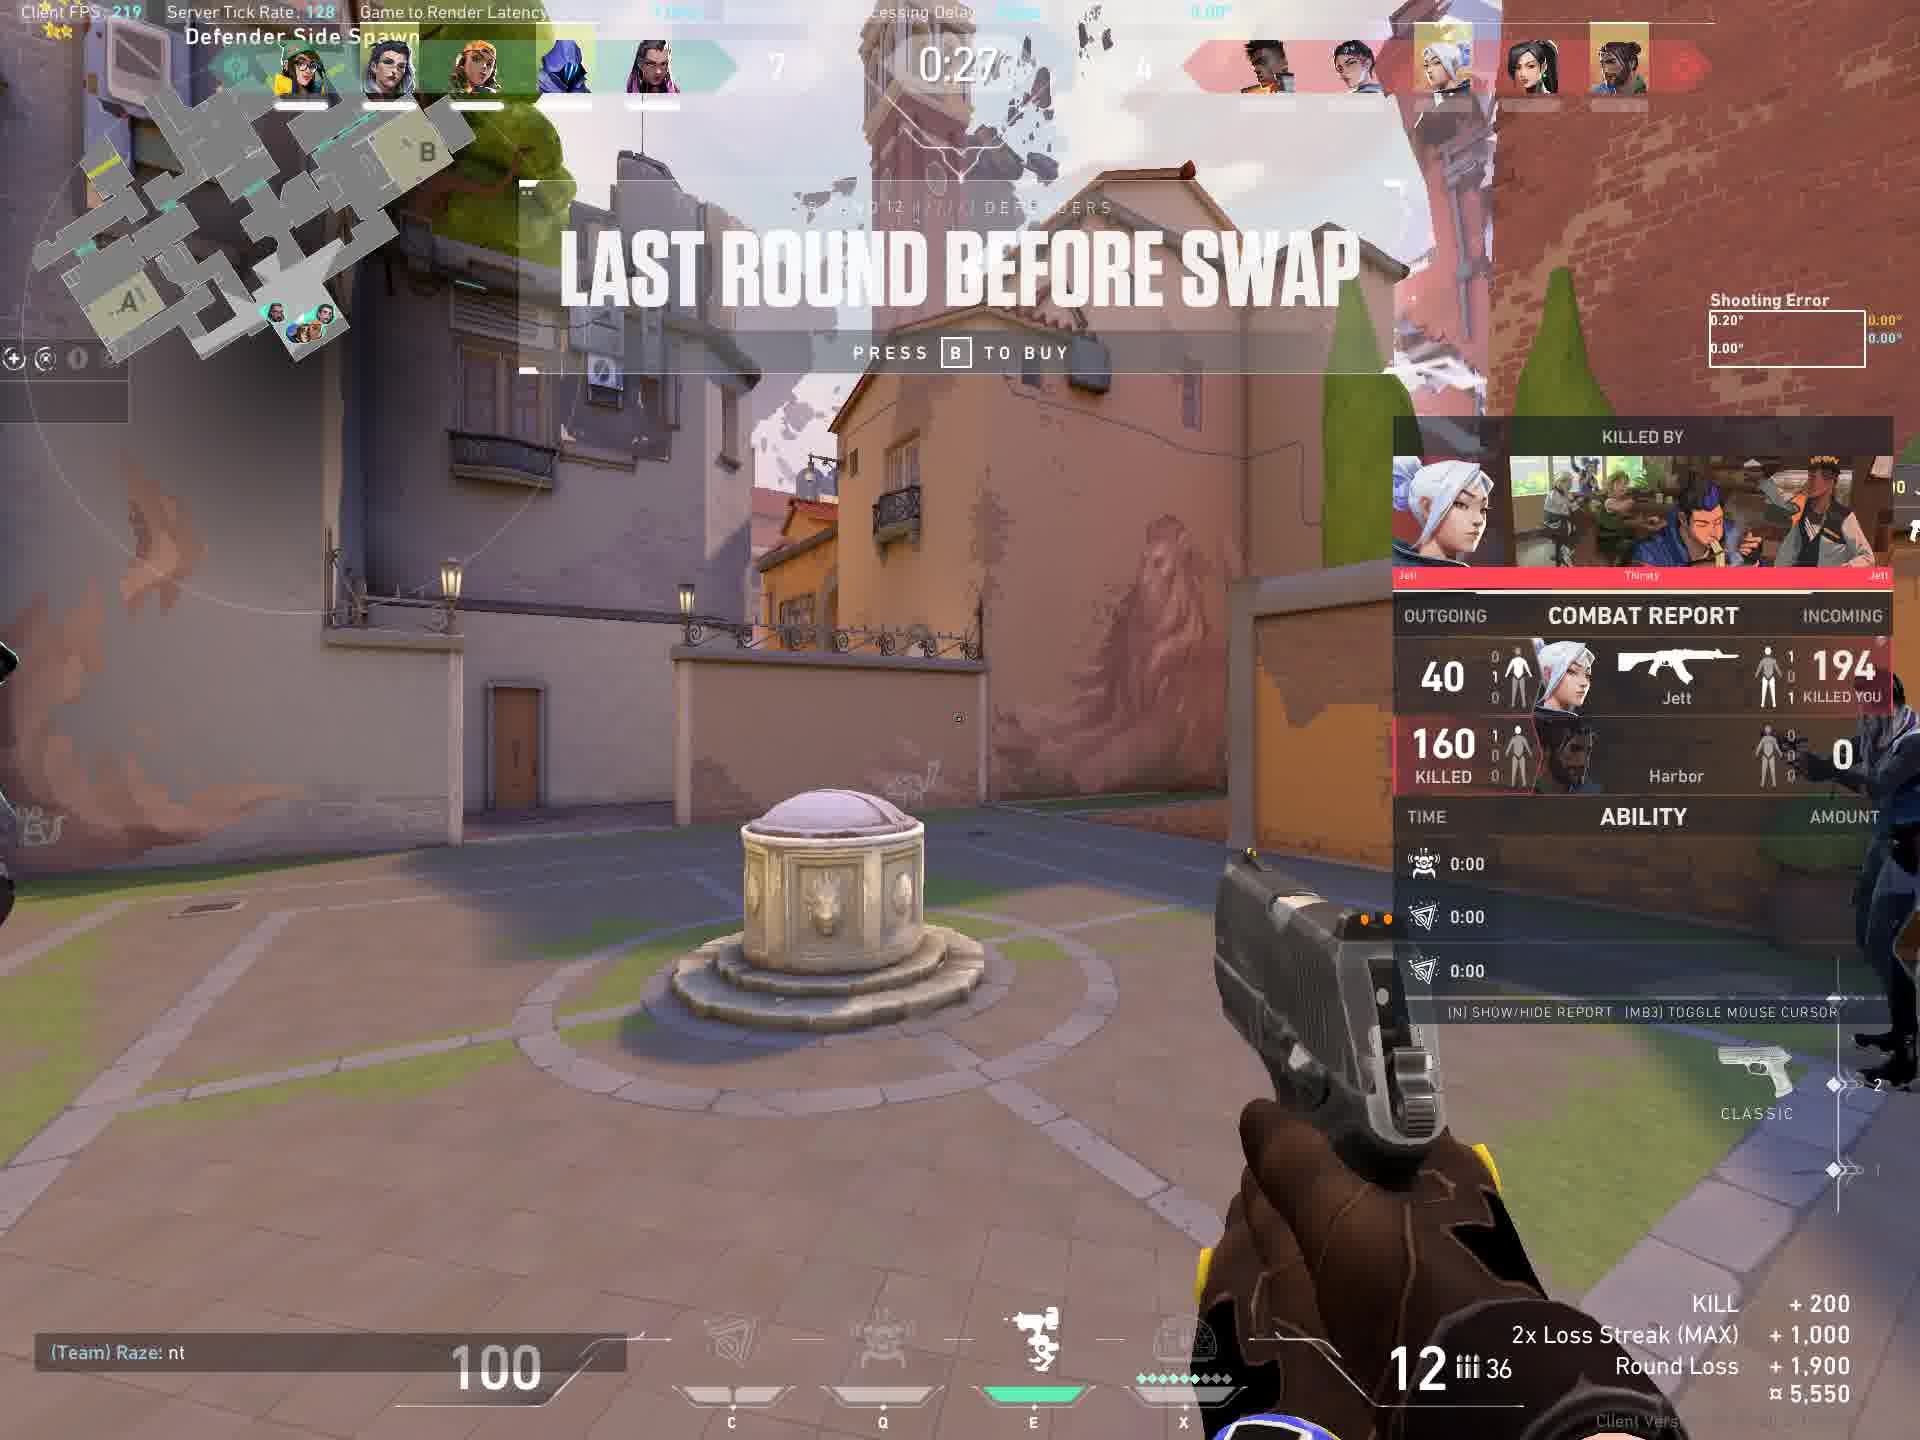 Client FPS: 219 Server Tick Rate: 128 Game to Render Latency
Defender Side Spawn
7 0:27 4
B
A
ROUND 12 ////// DEFENDERS
LAST ROUND BEFORE SWAP
PRESS B TO BUY
Shooting Error
0.20° 0.00°
0.00° 0.00°
KILLED BY
Jett Thirsty Jett
OUTGOING COMBAT REPORT INCOMING
40 0 1 0 Jett 1 0 1 194 KILLED YOU
160 KILLED 1 0 0 Harbor 0 0 0 0
TIME ABILITY AMOUNT
0:00
0:00
0:00
[N] SHOW/HIDE REPORT [MB3] TOGGLE MOUSE CURSOR
2
CLASSIC
1
KILL + 200
2x Loss Streak (MAX) + 1,000
Round Loss + 1,900
¤ 5,550
(Team) Raze: nt
100
12 36
C Q E X